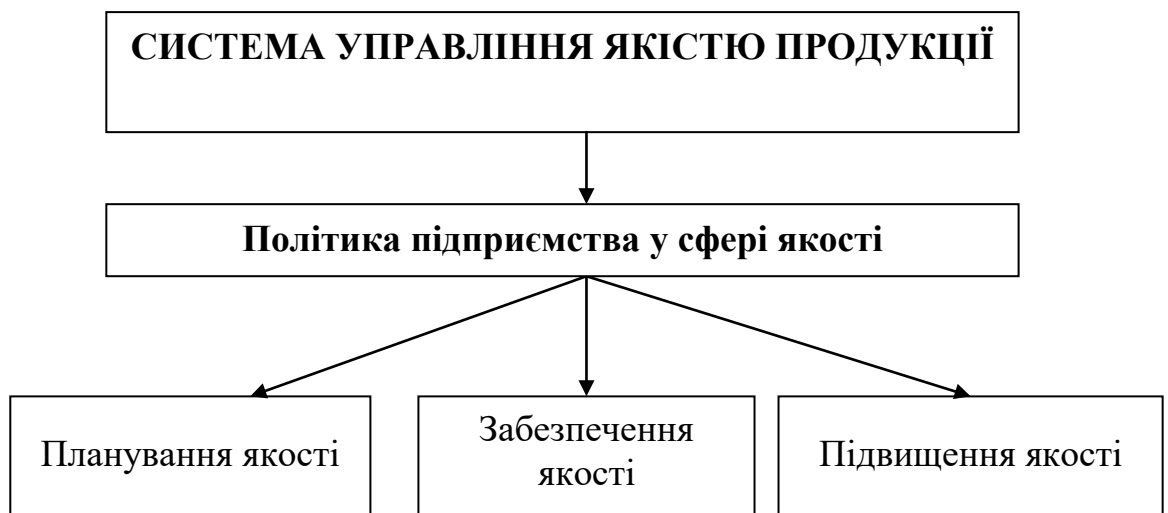 СИСТЕМА УПРАВЛІННЯ ЯКІСТЮ ПРОДУКЦІЇ
Політика підприємства у сфері якості
Планування якості
Забезпечення
якості
Підвищення якості